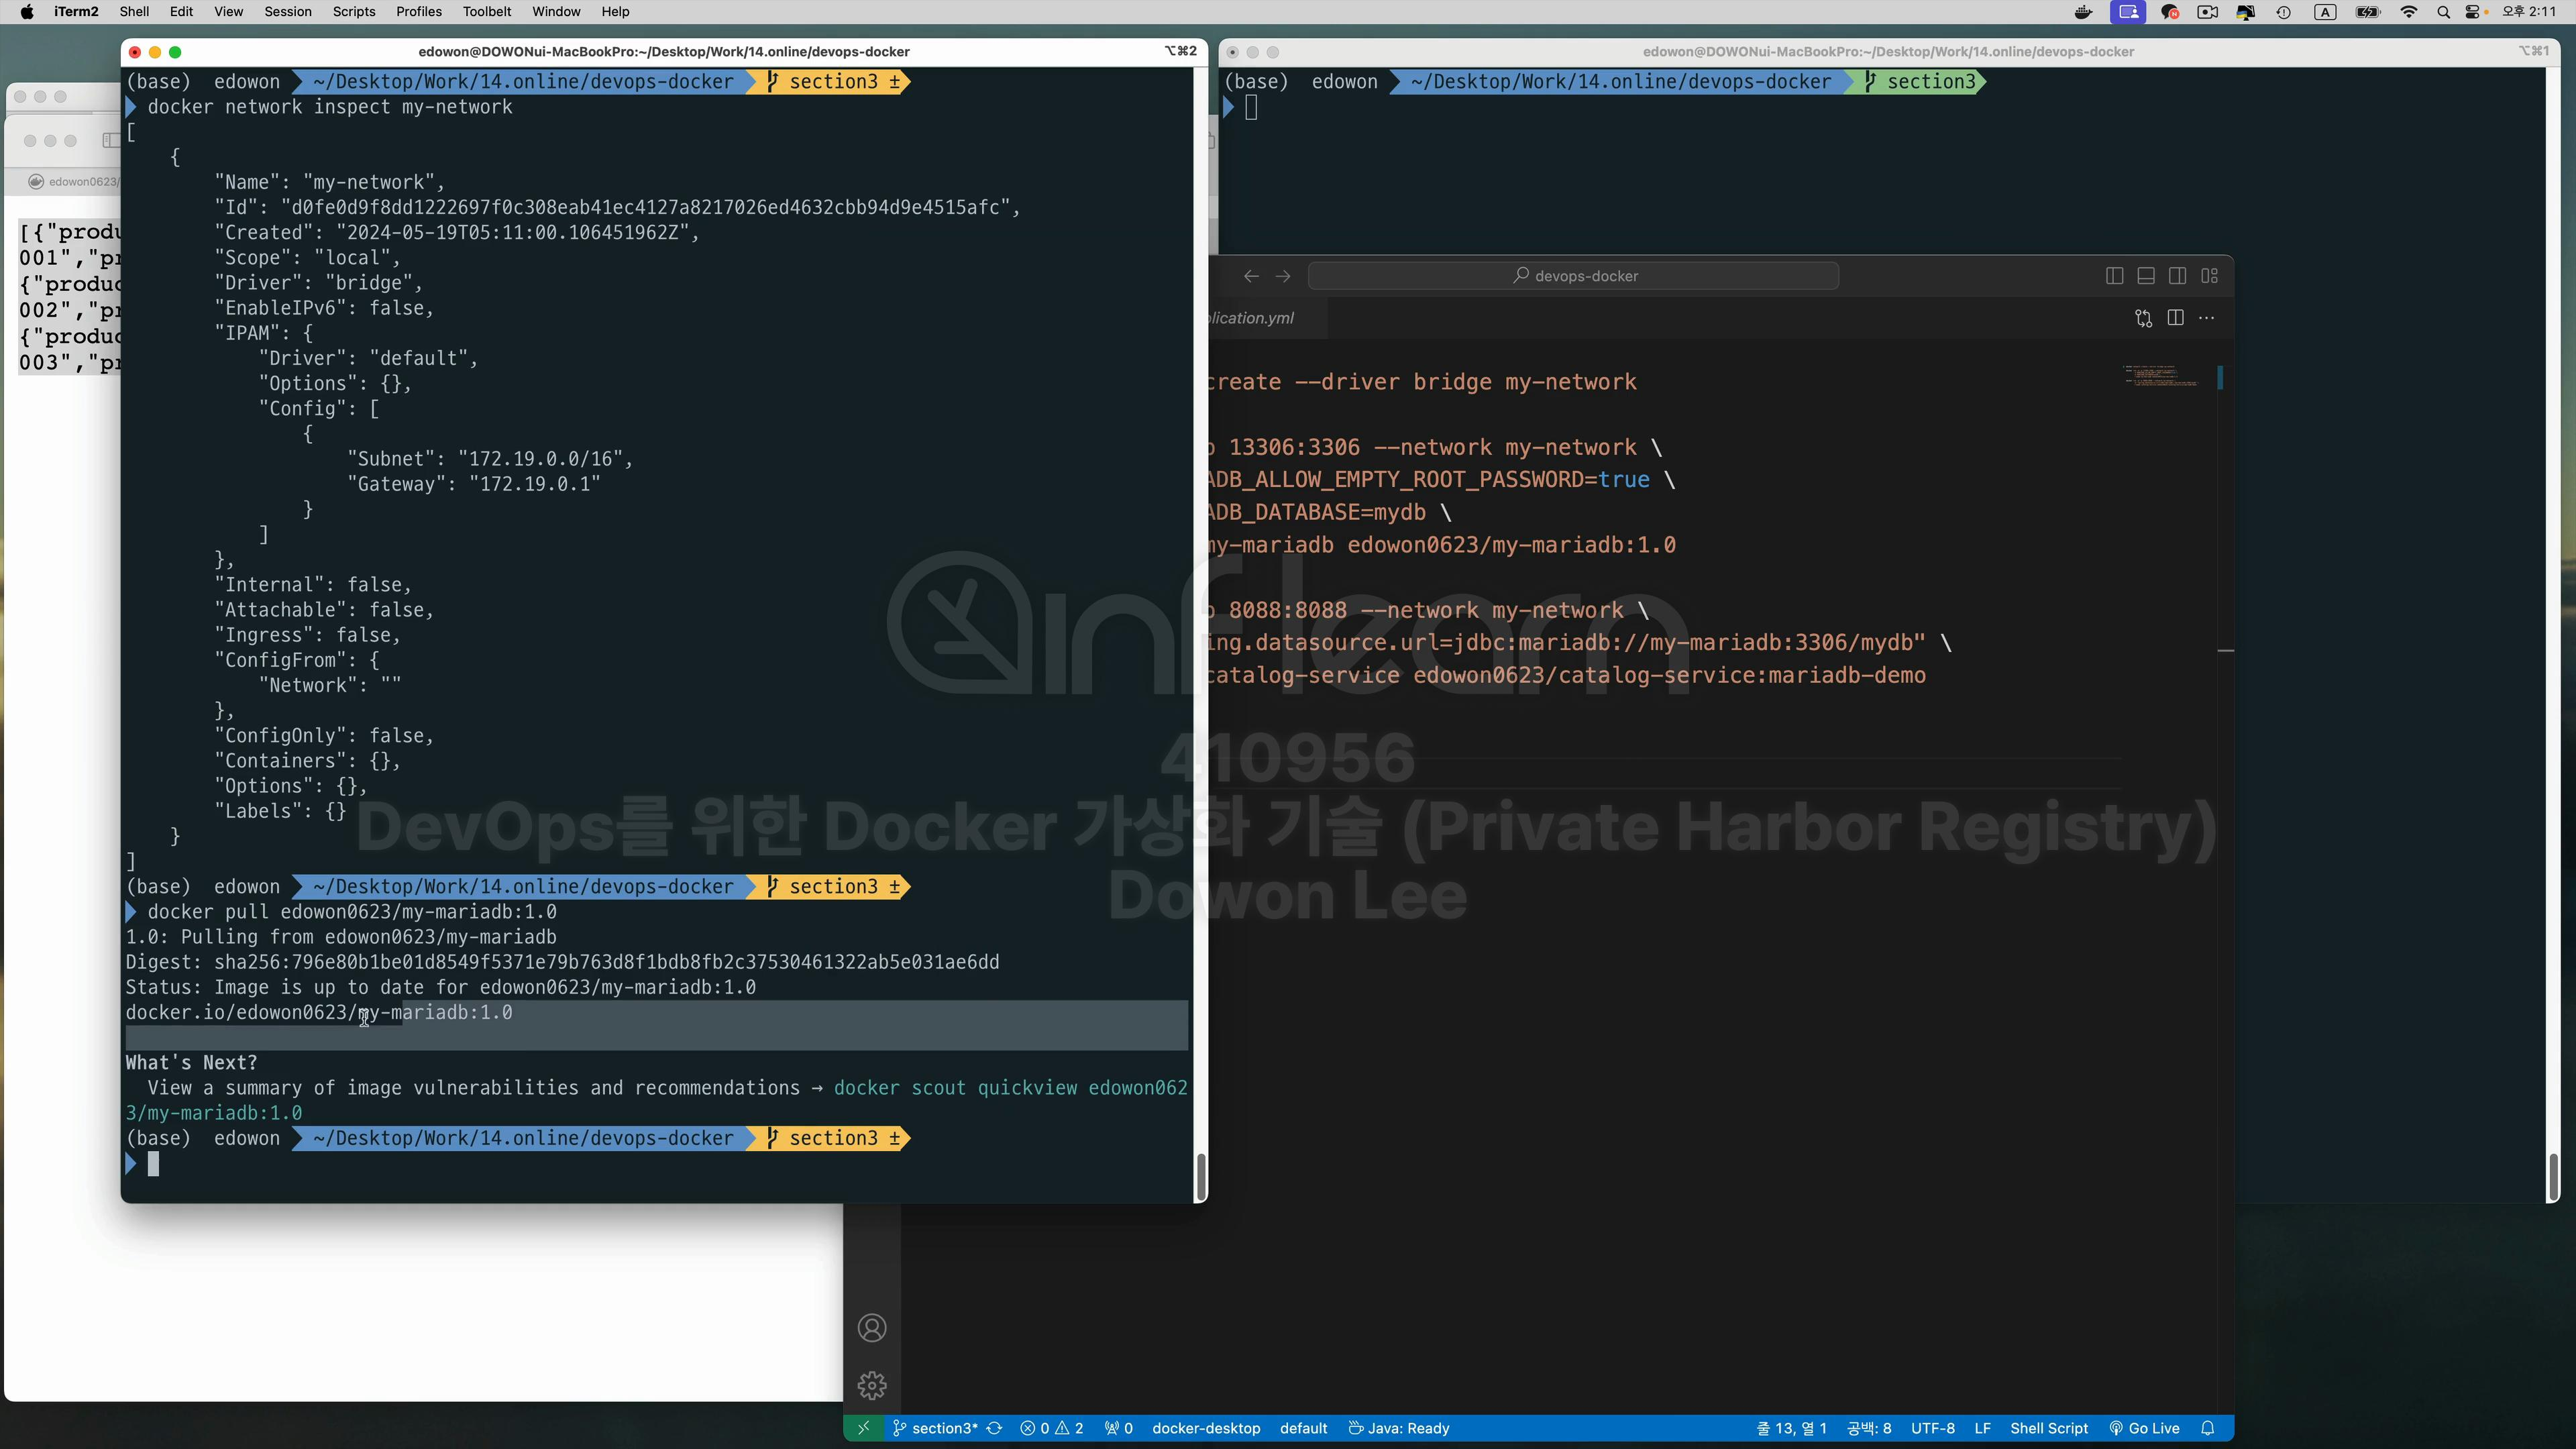 iTerm2 Shell Edit View Session Scripts Profiles Toolbelt Window Help
A 오후 2:11
edowon@DOWONui-MacBookPro:~/Desktop/Work/14.online/devops-docker ⌥⌘2
(base) edowon ~/Desktop/Work/14.online/devops-docker section3 ±
docker network inspect my-network
[
    {
        "Name": "my-network",
        "Id": "d0fe0d9f8dd1222697f0c308eab41ec4127a8217026ed4632cbb94d9e4515afc",
        "Created": "2024-05-19T05:11:00.106451962Z",
        "Scope": "local",
        "Driver": "bridge",
        "EnableIPv6": false,
        "IPAM": {
            "Driver": "default",
            "Options": {},
            "Config": [
                {
                    "Subnet": "172.19.0.0/16",
                    "Gateway": "172.19.0.1"
                }
            ]
        },
        "Internal": false,
        "Attachable": false,
        "Ingress": false,
        "ConfigFrom": {
            "Network": ""
        },
        "ConfigOnly": false,
        "Containers": {},
        "Options": {},
        "Labels": {}
    }
]
(base) edowon ~/Desktop/Work/14.online/devops-docker section3 ±
docker pull edowon0623/my-mariadb:1.0
1.0: Pulling from edowon0623/my-mariadb
Digest: sha256:796e80b1be01d8549f5371e79b763d8f1bdb8fb2c37530461322ab5e031ae6dd
Status: Image is up to date for edowon0623/my-mariadb:1.0
docker.io/edowon0623/my-mariadb:1.0
What's Next?
  View a summary of image vulnerabilities and recommendations → docker scout quickview edowon062
3/my-mariadb:1.0
(base) edowon ~/Desktop/Work/14.online/devops-docker section3 ±
edowon@DOWONui-MacBookPro:~/Desktop/Work/14.online/devops-docker ⌥⌘1
(base) edowon ~/Desktop/Work/14.online/devops-docker section3
edowon0623/
[{"produ
001","pr
{"produc
002","pr
{"produc
003","pr
devops-docker
lication.yml
create --driver bridge my-network
13306:3306 --network my-network \
ADB_ALLOW_EMPTY_ROOT_PASSWORD=true \
ADB_DATABASE=mydb \
my-mariadb edowon0623/my-mariadb:1.0
8088:8088 --network my-network \
ing.datasource.url=jdbc:mariadb://my-mariadb:3306/mydb" \
catalog-service edowon0623/catalog-service:mariadb-demo
inflearn
410956
DevOps를 위한 Docker 가상화 기술 (Private Harbor Registry)
Dowon Lee
section3* 0 2 0 docker-desktop default Java: Ready 줄 13, 열 1 공백: 8 UTF-8 LF Shell Script Go Live